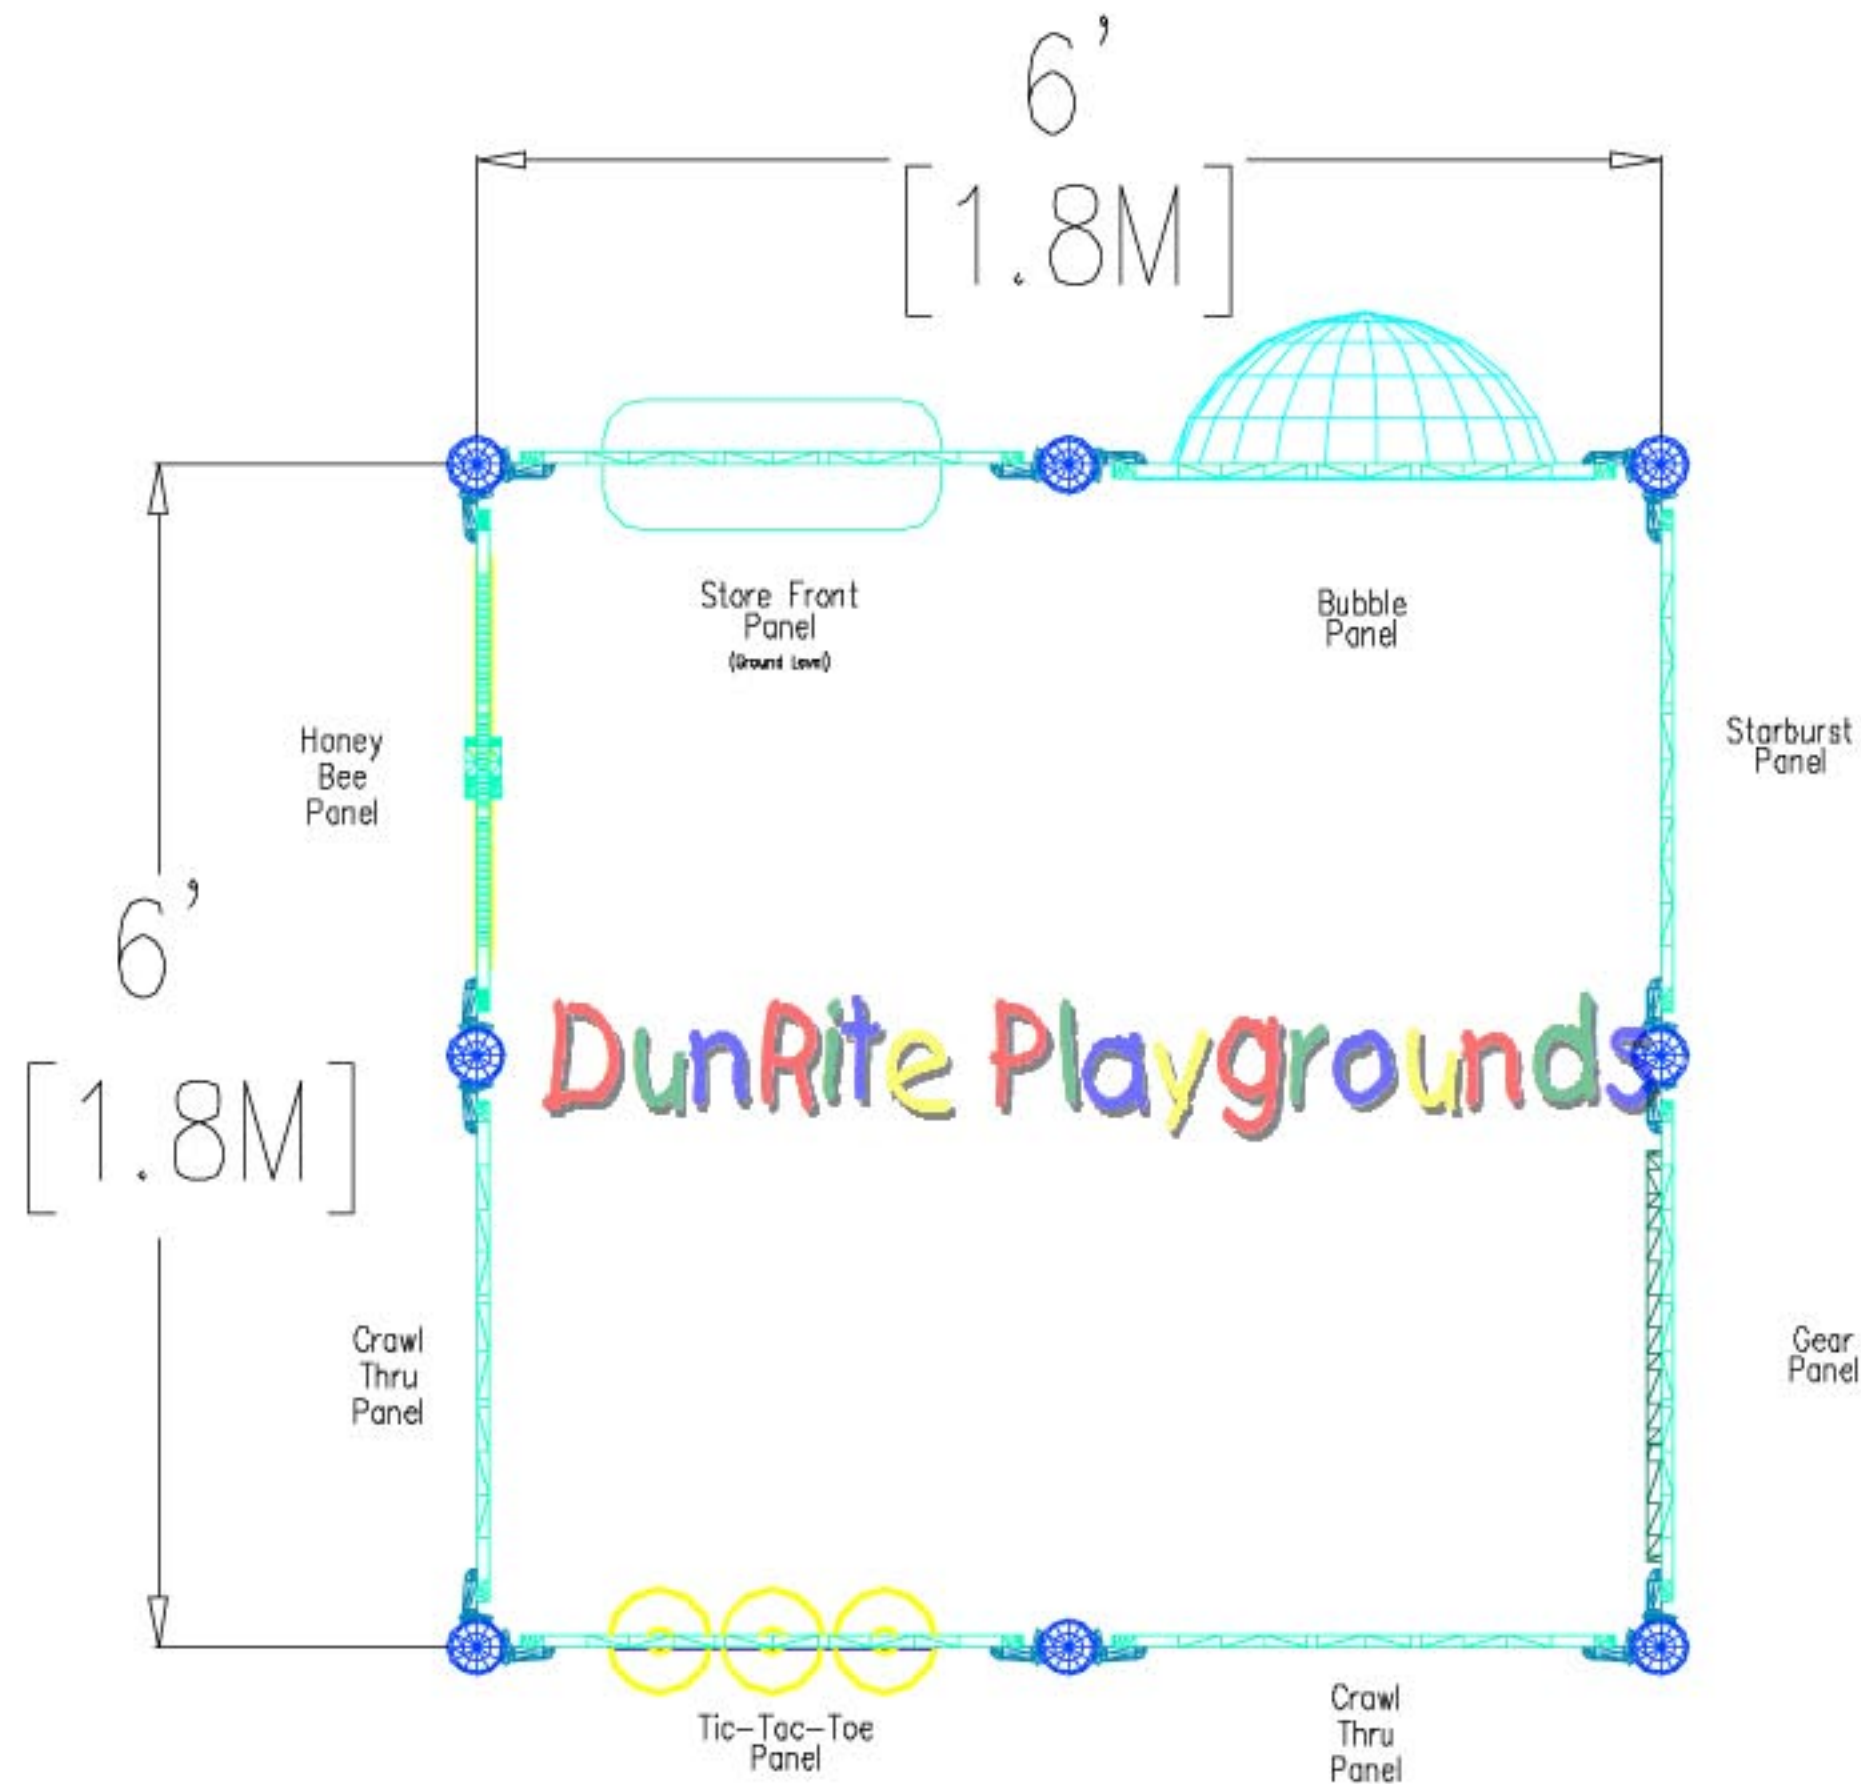 6'
[1.8M]
Store Front
Panel
(Ground Level)
Bubble
Panel
Honey
Bee
Panel
Starburst
Panel
6'
[1.8M]
DunRite Playgrounds
Crawl
Thru
Panel
Gear
Panel
Tic-Tac-Toe
Panel
Crawl
Thru
Panel